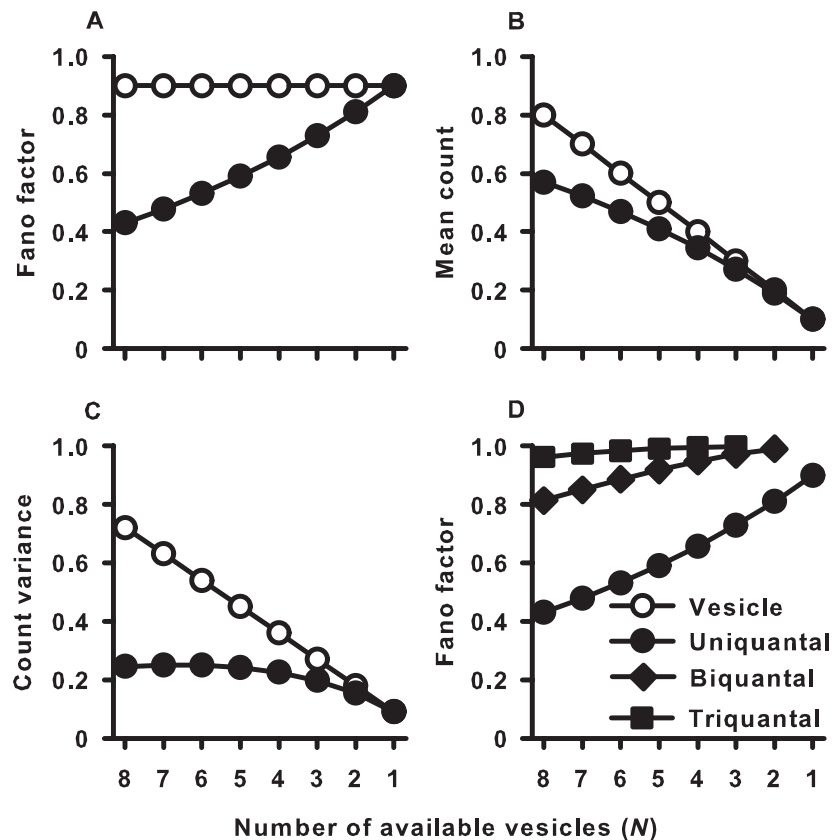 A
1.0
0.8
0.6
0.4
0.2
0
Fano factor
B
1.0
0.8
0.6
0.4
0.2
0
Mean count
C
1.0
0.8
0.6
0.4
0.2
0
Count variance
8 7 6 5 4 3 2 1
D
1.0
0.8
0.6
0.4
0.2
0
Fano factor
Vesicle
Uniquantal
Biquantal
Triquantal
8 7 6 5 4 3 2 1
Number of available vesicles (N)